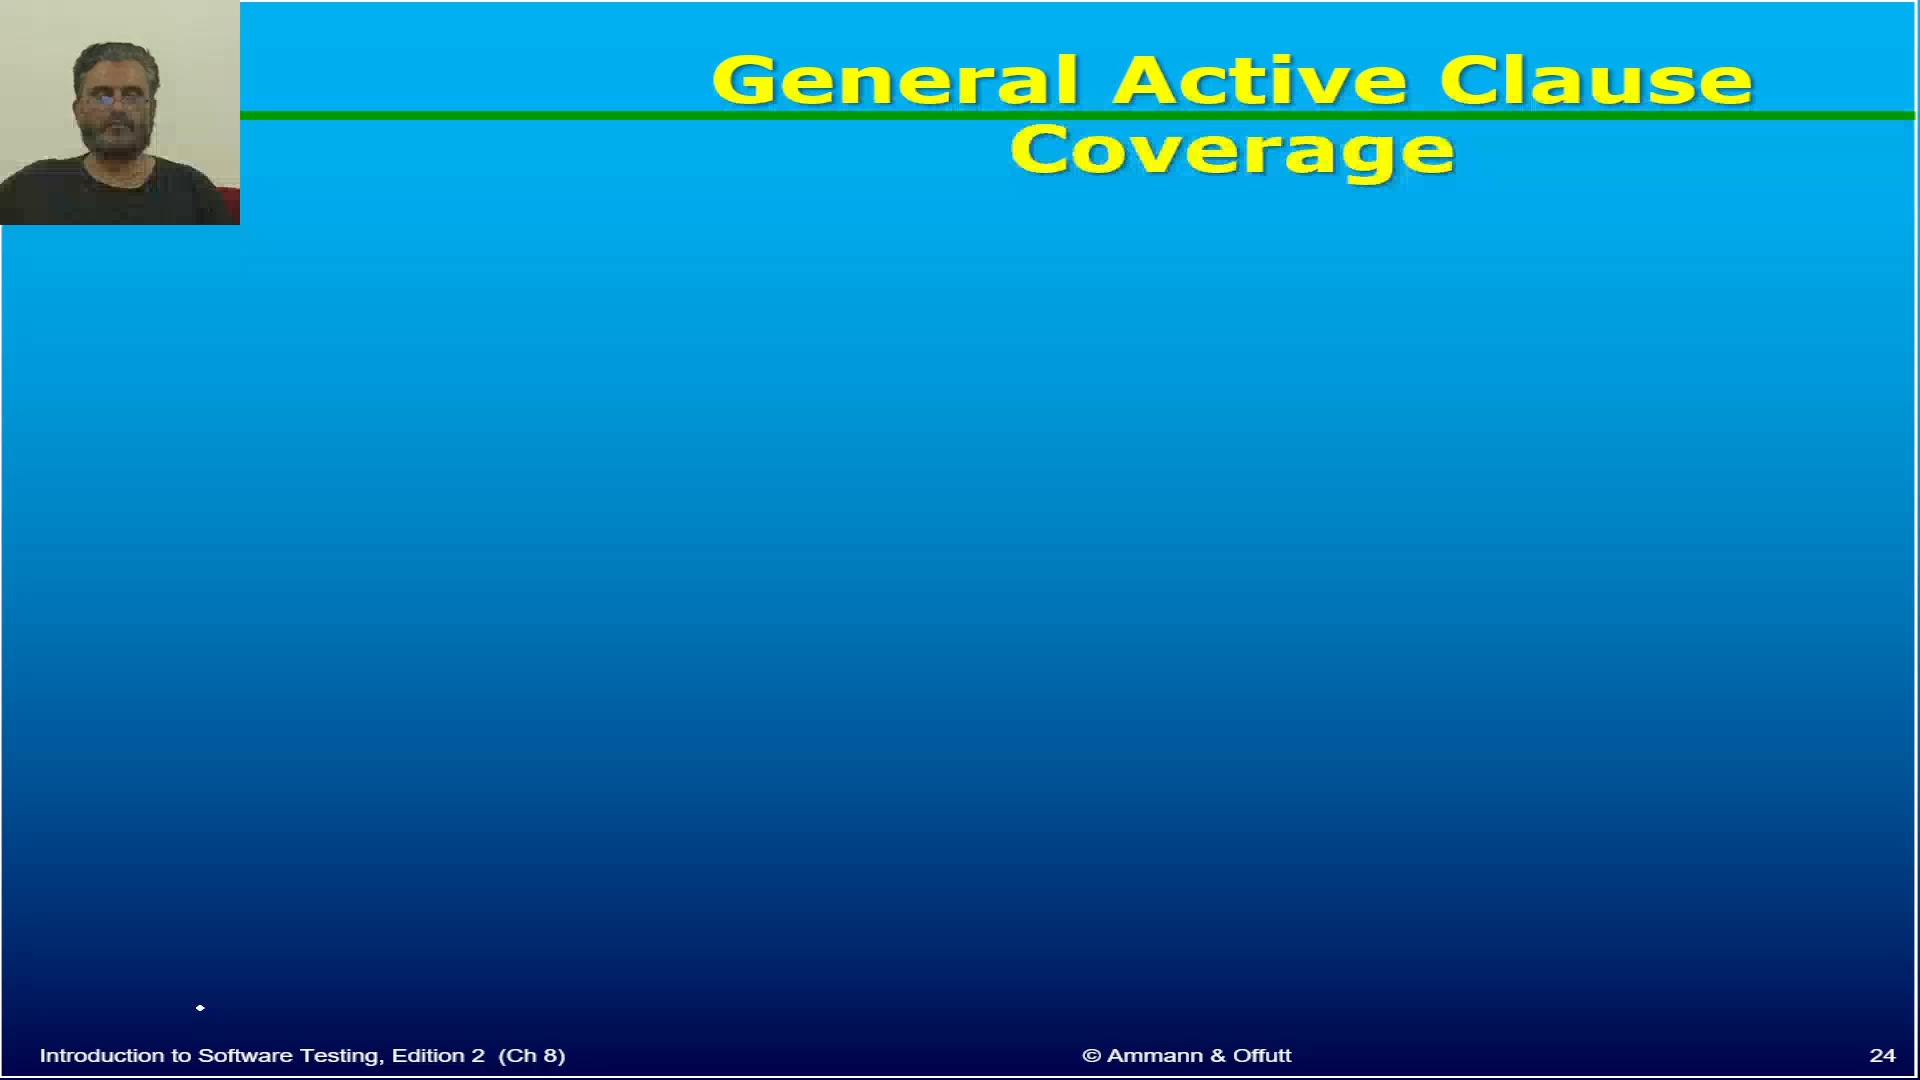 General Active Clause
Coverage
Introduction to Software Testing, Edition 2 (Ch 8)
© Ammann & Offutt
24